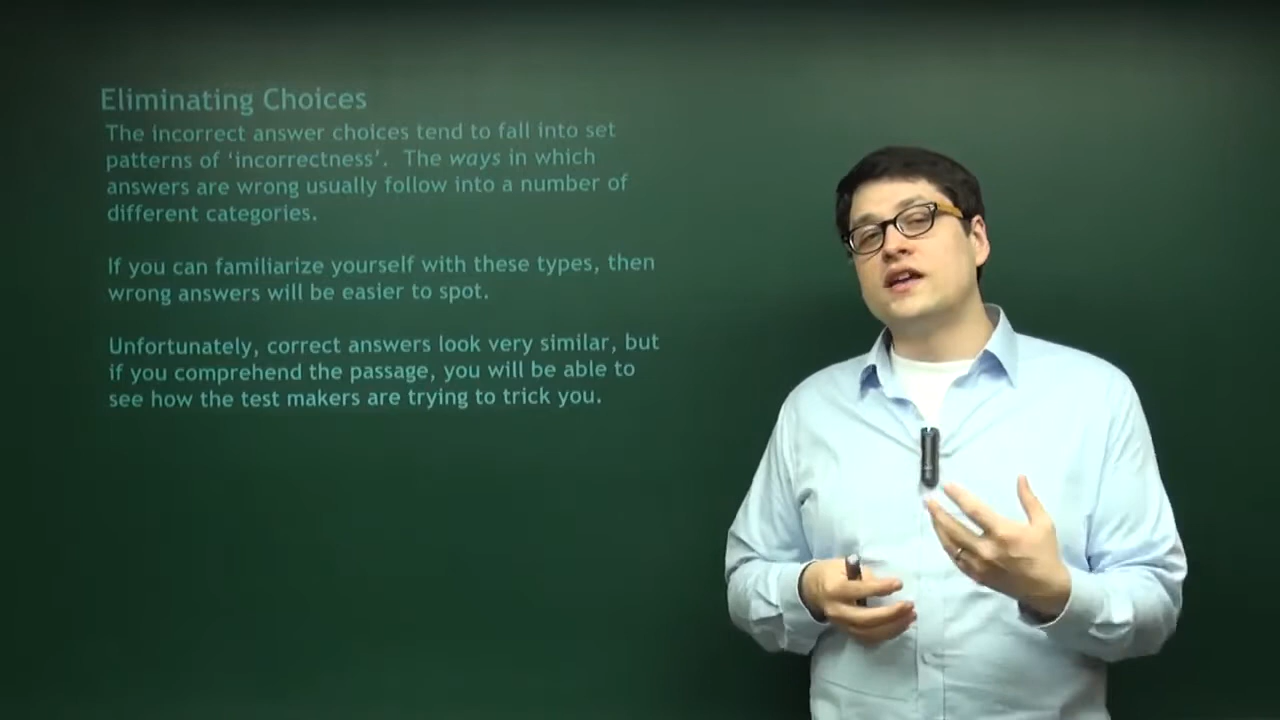 Eliminating Choices
The incorrect answer choices tend to fall into set
patterns of ‘incorrectness’. The ways in which
answers are wrong usually follow into a number of
different categories.
If you can familiarize yourself with these types, then
wrong answers will be easier to spot.
Unfortunately, correct answers look very similar, but
if you comprehend the passage, you will be able to
see how the test makers are trying to trick you.